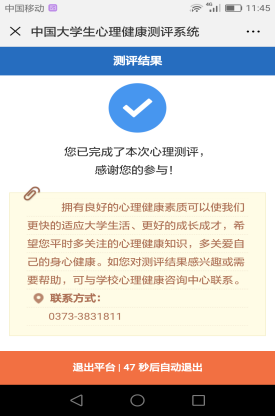 中国移动 4G 11:45
中国大学生心理健康测评系统
测评结果
您已完成了本次心理测评，
感谢您的参与！
拥有良好的心理健康素质可以使我们
更快的适应大学生活、更好的成长成才，希
望您平时多关注的心理健康知识，多关爱自
己的身心健康。如您对测评结果感兴趣或需
要帮助，可与学校心理健康咨询中心联系。
联系方式：
0373-3831811
退出平台 | 47 秒后自动退出